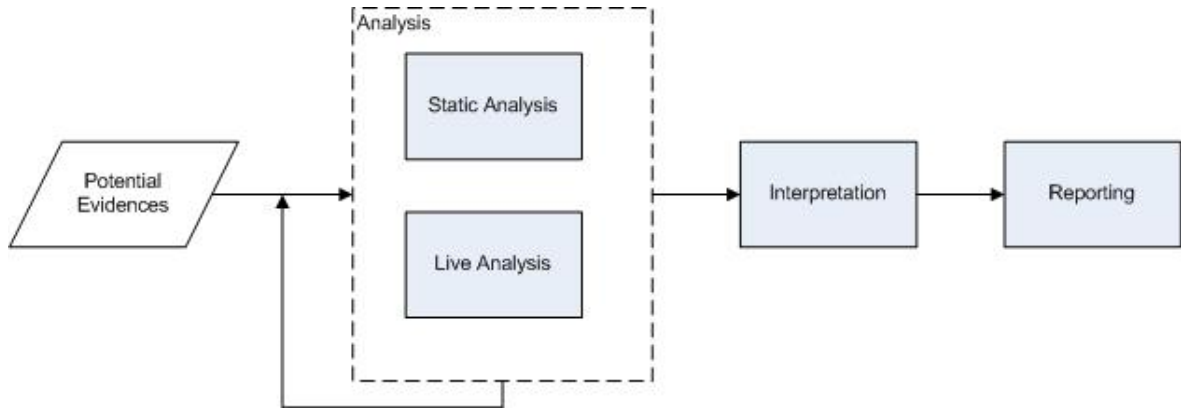 Analysis
Static Analysis
Potential
Evidences
Live Analysis
Interpretation
Reporting